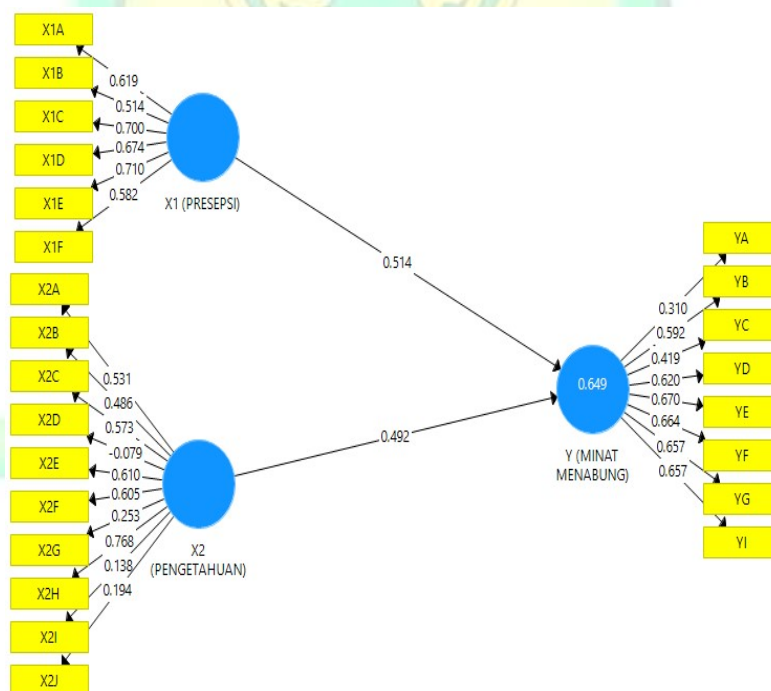 X1A
X1B
X1C
X1D
X1E
X1F
0.619
0.514
0.700
0.674
0.710
0.582
X1 (PRESEPSI)
X2A
X2B
X2C
X2D
X2E
X2F
X2G
X2H
X2I
X2J
0.531
0.486
0.573
-0.079
0.610
0.605
0.253
0.768
0.138
0.194
X2
(PENGETAHUAN)
0.514
0.492
0.649
Y (MINAT
MENABUNG)
0.310
0.592
0.419
0.620
0.670
0.664
0.657
0.657
YA
YB
YC
YD
YE
YF
YG
YI